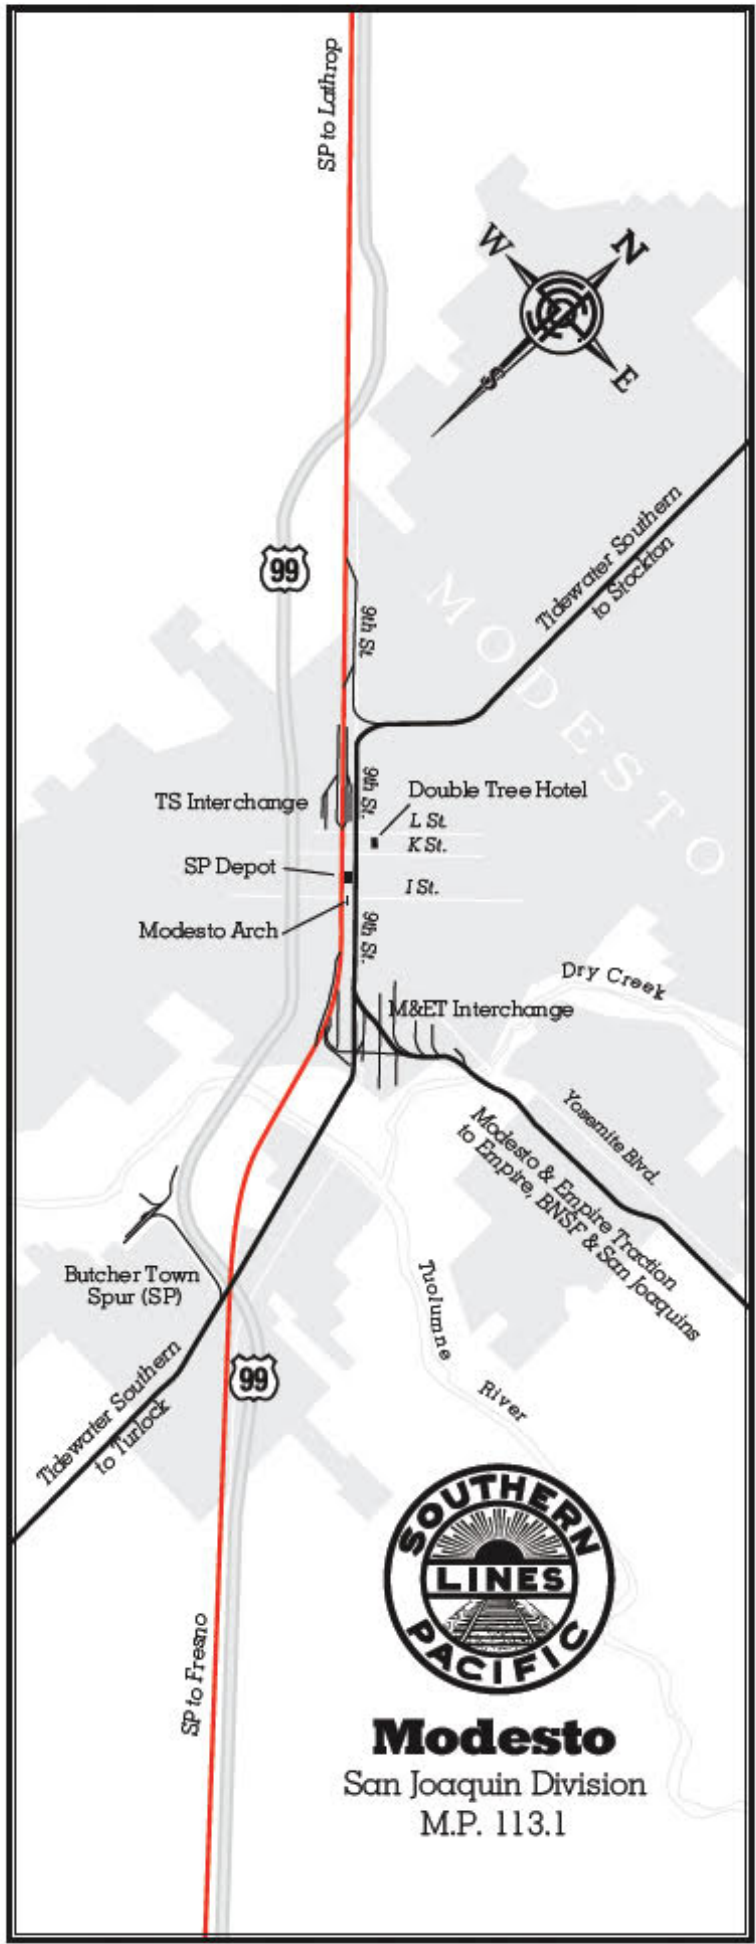 SP to Lathrop
W
N
S
E
99
Tidewater Southern
to Stockton
MODESTO
9th St.
9th St.
TS Interchange
Double Tree Hotel
L St.
K St.
SP Depot
I St.
Modesto Arch
9th St.
Dry Creek
M&ET Interchange
Yosemite Blvd.
Modesto & Empire Traction
to Empire, BNSF & San Joaquins
Butcher Town
Spur (SP)
Tuolumne
River
99
Tidewater Southern
to Turlock
SP to Fresno
SOUTHERN
LINES
PACIFIC
Modesto
San Joaquin Division
M.P. 113.1